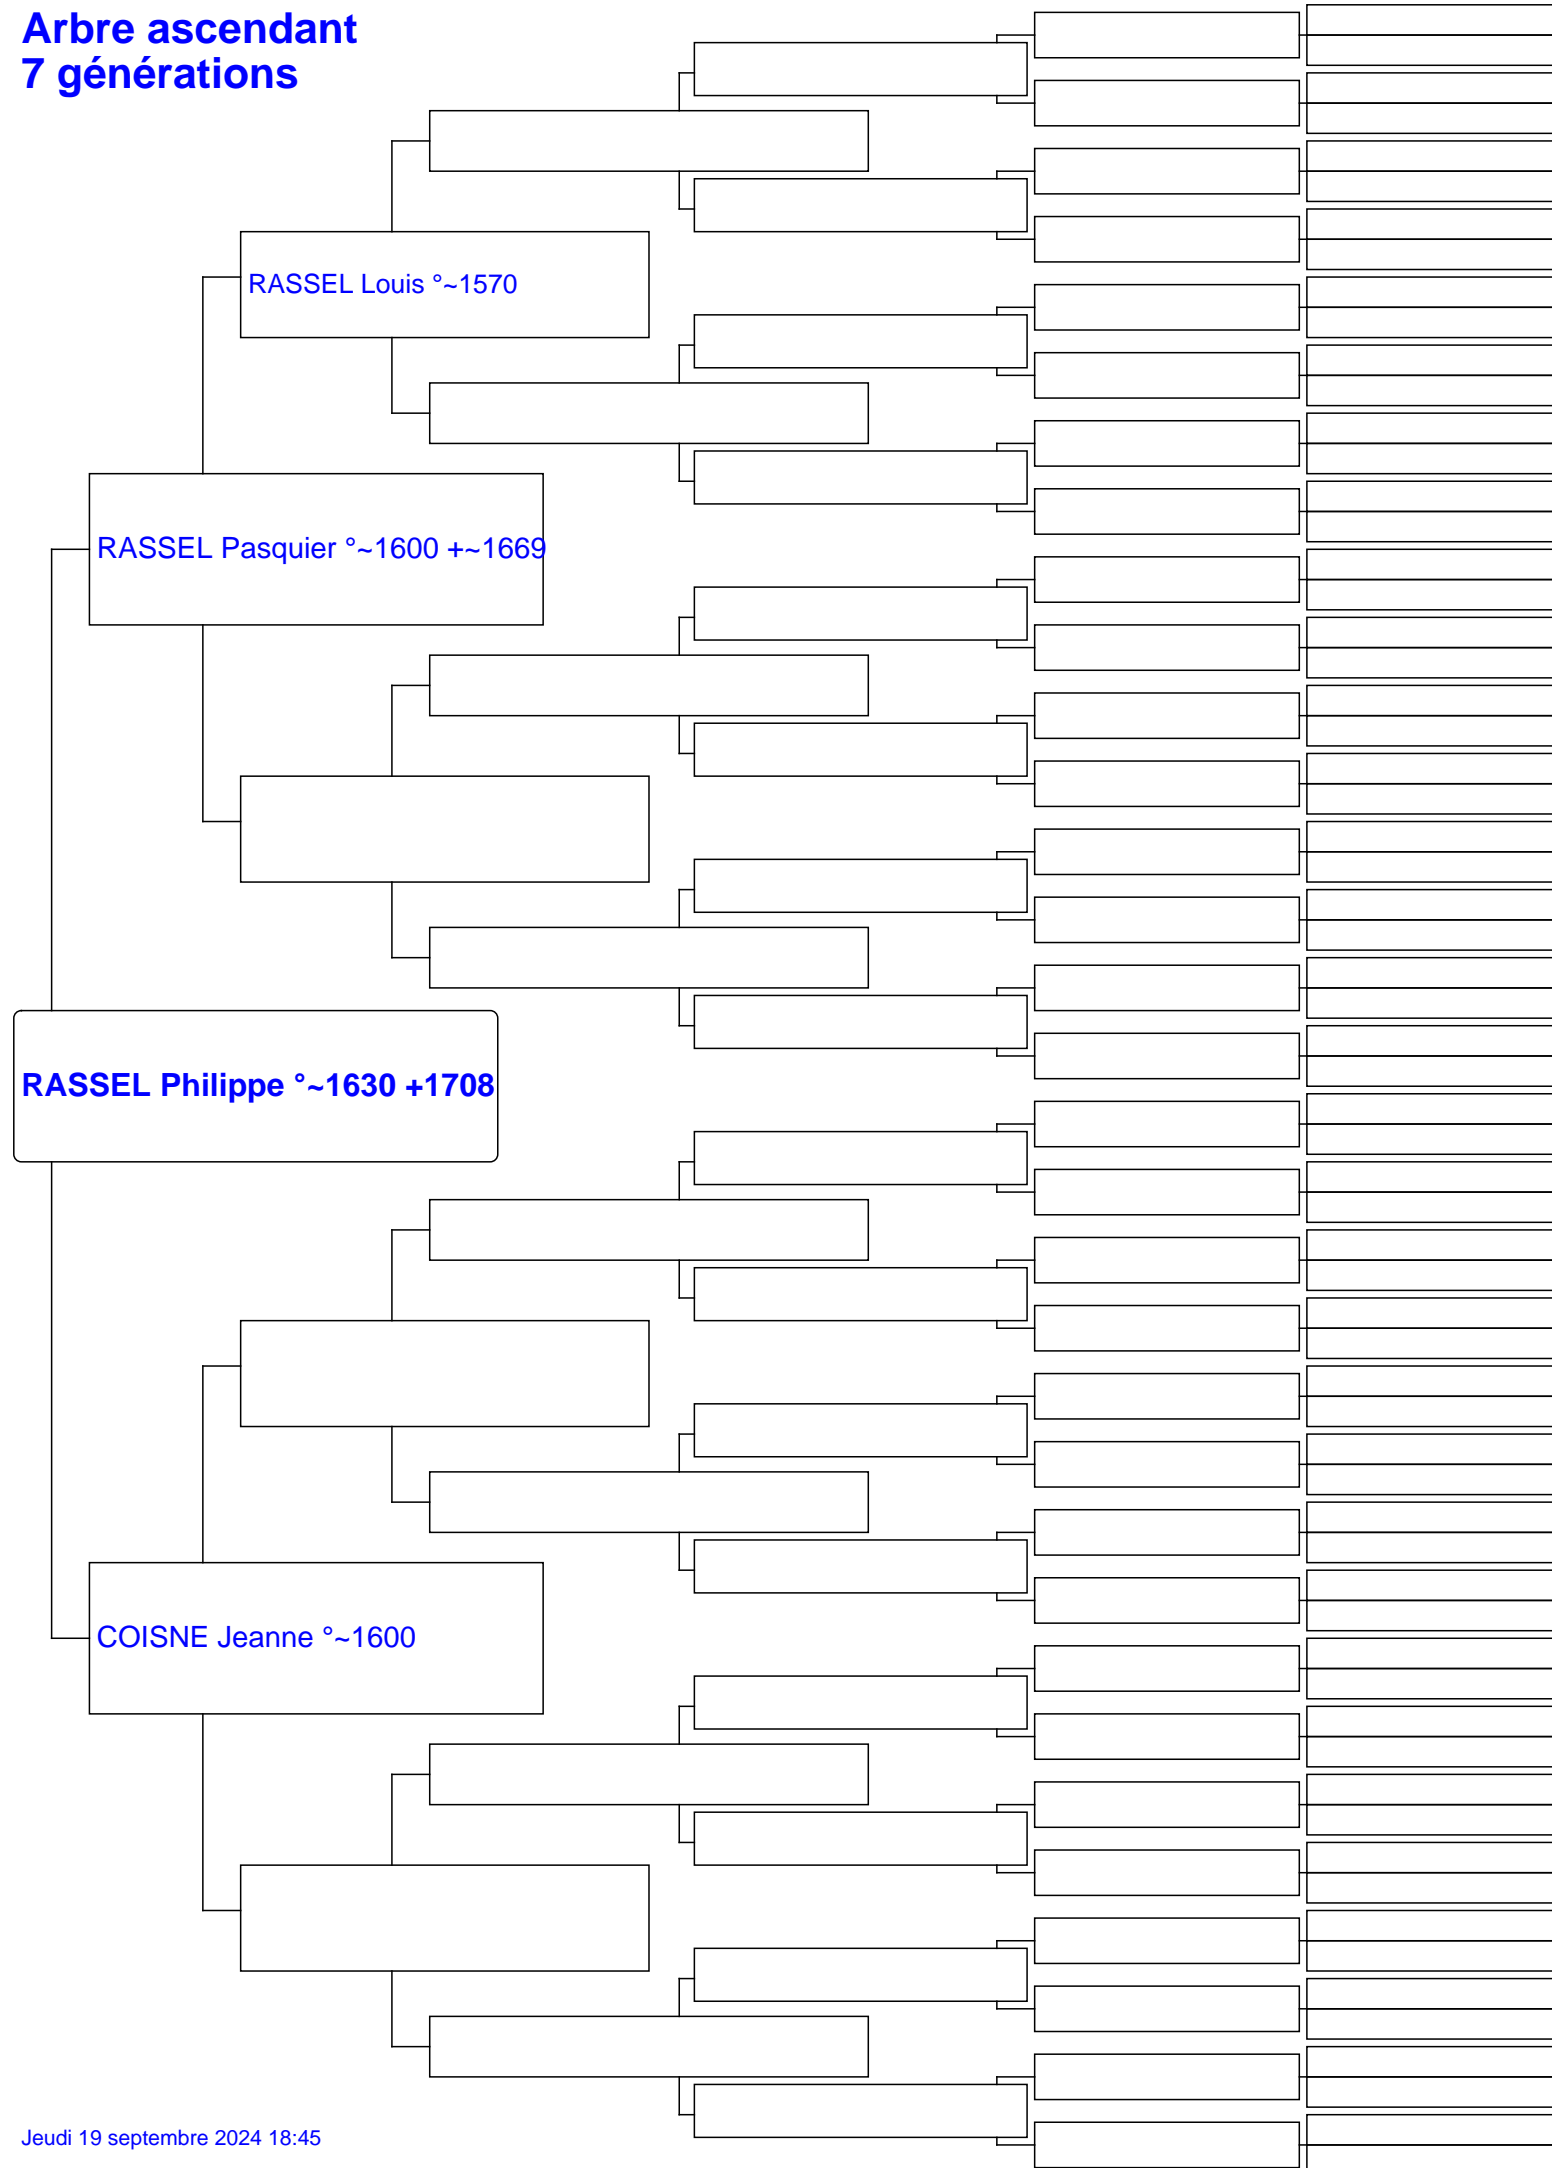 Arbre ascendant
7 générations
RASSEL Louis °~1570
RASSEL Pasquier °~1600 +~1669
RASSEL Philippe °~1630 +1708
COISNE Jeanne °~1600
Jeudi 19 septembre 2024 18:45